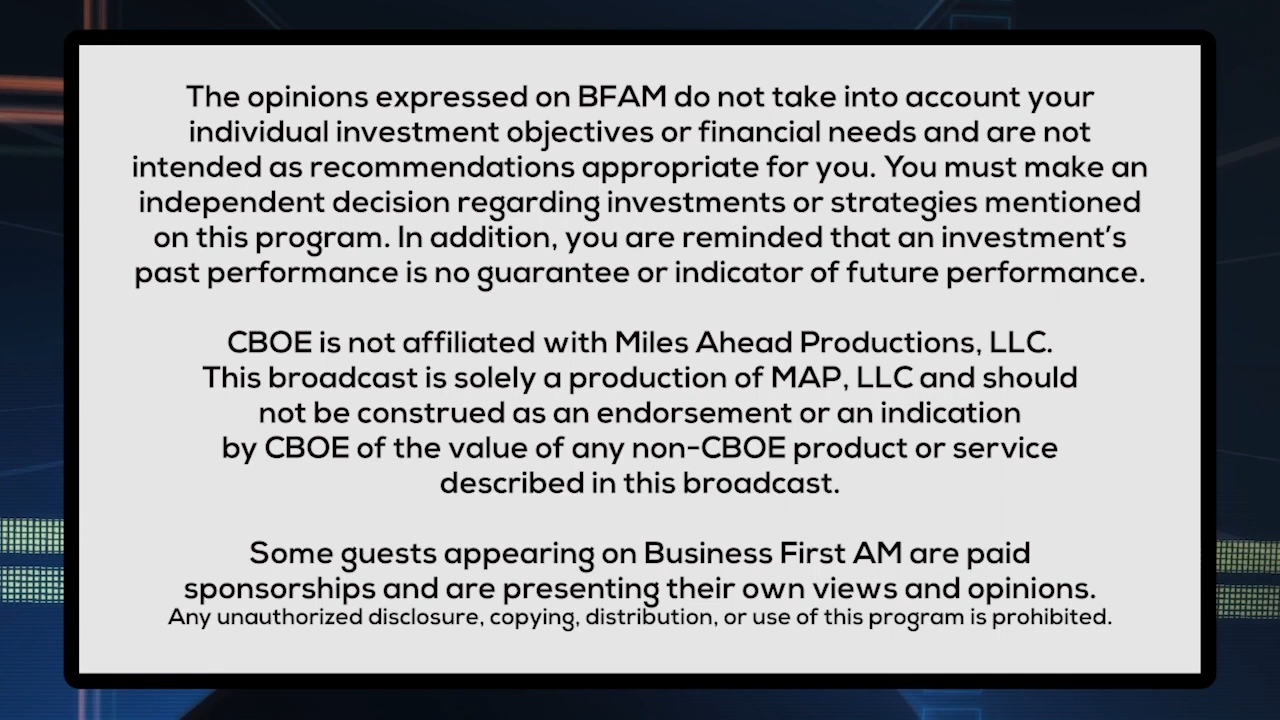 The opinions expressed on BFAM do not take into account your
individual investment objectives or financial needs and are not
intended as recommendations appropriate for you. You must make an
independent decision regarding investments or strategies mentioned
on this program. In addition, you are reminded that an investment's
past performance is no guarantee or indicator of future performance.
CBOE is not affiliated with Miles Ahead Productions, LLC.
This broadcast is solely a production of MAP, LLC and should
not be construed as an endorsement or an indication
by CBOE of the value of any non-CBOE product or service
described in this broadcast.
Some guests appearing on Business First AM are paid
sponsorships and are presenting their own views and opinions.
Any unauthorized disclosure, copying, distribution, or use of this program is prohibited.